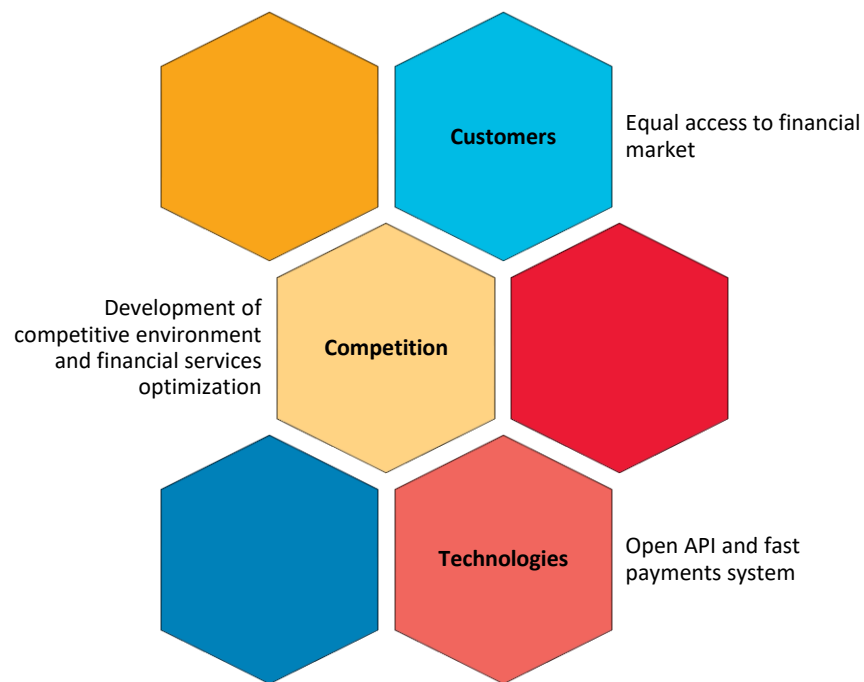 Customers
Equal access to financial
market
Development of
competitive environment
and financial services
optimization
Competition
Technologies
Open API and fast
payments system